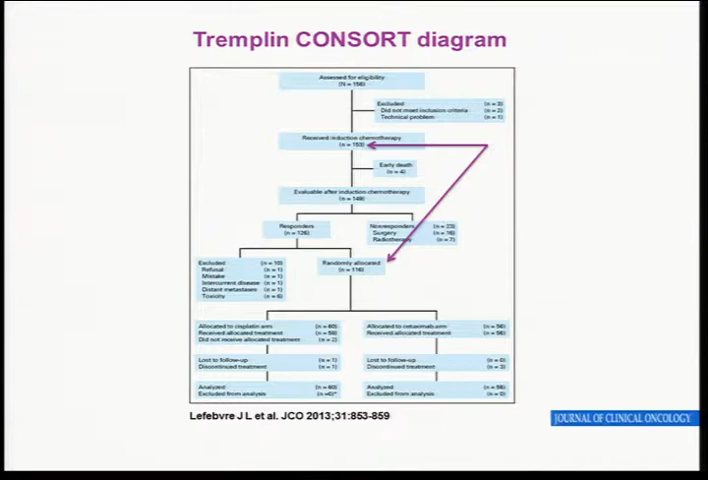 Tremplin CONSORT diagram
Assessed for eligibility
(N = 156)
Excluded (n = 3)
Did not meet inclusion criteria (n = 2)
Technical problem (n = 1)
Received induction chemotherapy
(n = 153)
Early death
(n = 4)
Evaluable after induction chemotherapy
(n = 149)
Responders
(n = 126)
Nonresponders (n = 23)
Surgery (n = 16)
Radiotherapy (n = 7)
Excluded (n = 10)
Refusal (n = 1)
Mistake (n = 1)
Intercurrent disease (n = 1)
Distant metastases (n = 1)
Toxicity (n = 6)
Randomly allocated
(n = 116)
Allocated to cisplatin arm (n = 60)
Received allocated treatment (n = 58)
Did not receive allocated treatment (n = 2)
Allocated to cetuximab arm (n = 56)
Received allocated treatment (n = 56)
Lost to follow-up (n = 1)
Discontinued treatment (n = 1)
Lost to follow-up (n = 0)
Discontinued treatment (n = 3)
Analyzed (n = 60)
Excluded from analysis (n =0)*
Analyzed (n = 56)
Excluded from analysis (n = 0)
Lefebvre J L et al. JCO 2013;31:853-859
JOURNAL OF CLINICAL ONCOLOGY